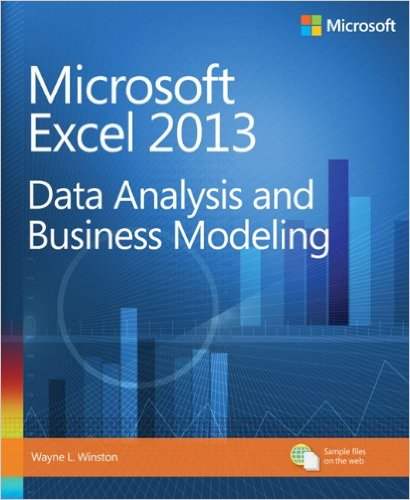 Microsoft
Microsoft
Excel 2013
Data Analysis and
Business Modeling
Wayne L. Winston
Sample files
on the web